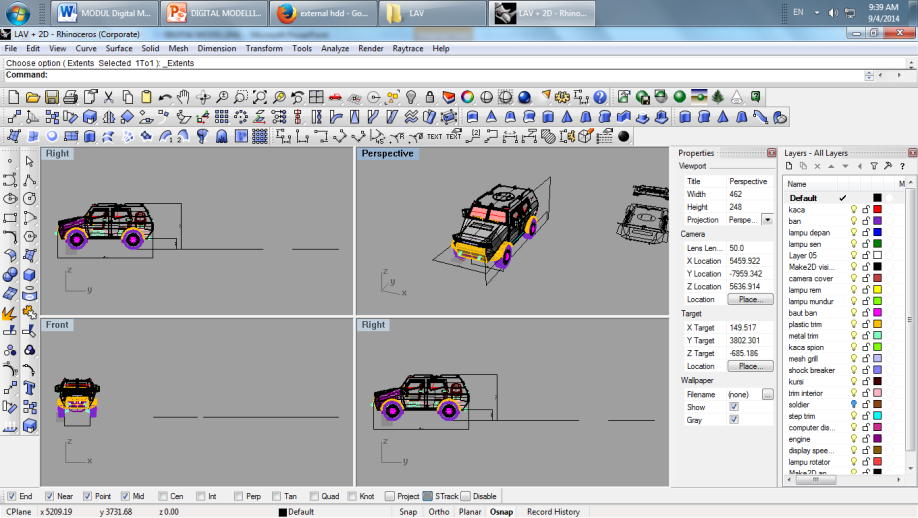 MODUL Digital M...
DIGITAL MODELLI...
external hdd - Go...
LAV
LAV + 2D - Rhino...
EN
9:39 AM
9/4/2014
LAV + 2D - Rhinoceros (Corporate)
File Edit View Curve Surface Solid Mesh Dimension Transform Tools Analyze Render Raytrace Help
Choose option ( Extents Selected 1To1 ): _Extents
Command:
TEXT TEXT
Right
Perspective
z
y
z
y
x
Front
Right
z
x
z
y
Properties
Viewport
Title Perspective
Width 462
Height 248
Projection Perspe...
Camera
Lens Len... 50.0
X Location 5459.922
Y Location -7959.342
Z Location 5636.914
Location Place...
Target
X Target 149.517
Y Target 3802.301
Z Target -685.186
Location Place...
Wallpaper
Filename (none) ...
Show
Gray
Layers - All Layers
Name M
Default
kaca
ban
lampu depan
lampu sen
Layer 05
Make2D visi...
camera cover
lampu rem
lampu mundur
baut ban
plastic trim
metal trim
kaca spion
mesh grill
shock breaker
kursi
trim interior
soldier
step trim
computer dis...
engine
display speed...
lampu rotator
End Near Point Mid Cen Int Perp Tan Quad Knot Project STrack Disable
CPlane x 5209.19 y 3731.68 z 0.00 Default Snap Ortho Planar Osnap Record History